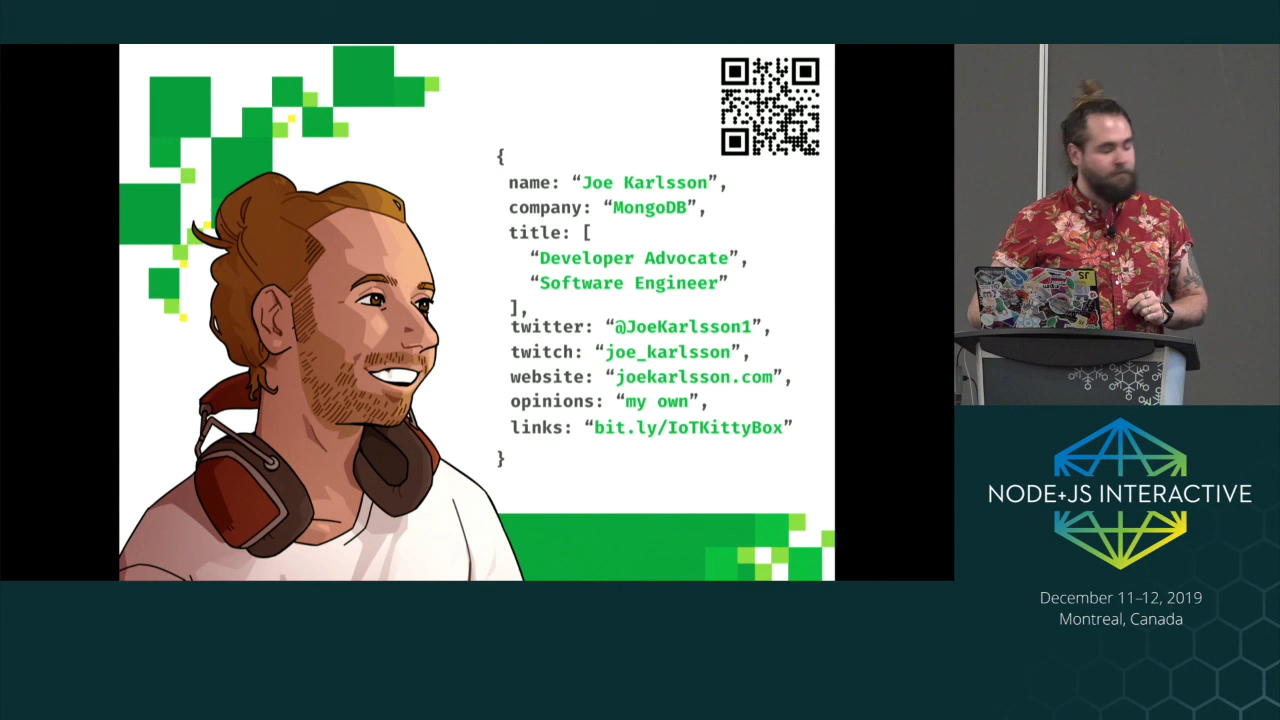 {
name: “Joe Karlsson”,
company: “MongoDB”,
title: [
“Developer Advocate”,
“Software Engineer”
],
twitter: “@JoeKarlsson1”,
twitch: “joe_karlsson”,
website: “joekarlsson.com”,
opinions: “my own”,
links: “bit.ly/IoTKittyBox”
}
JS
NODE+JS INTERACTIVE
December 11–12, 2019
Montreal, Canada